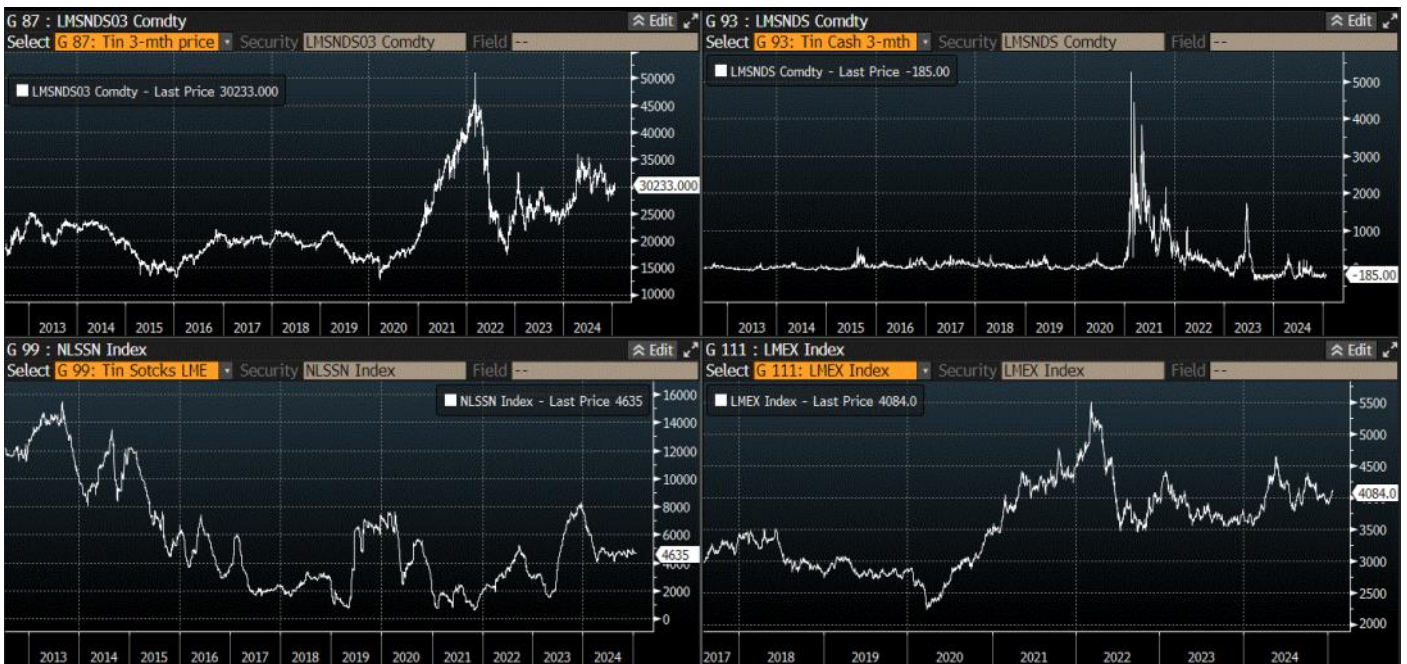 G 87 : LMSNDS03 Comdty Edit
Select G 87: Tin 3-mth price Security LMSNDS03 Comdty Field --
LMSNDS03 Comdty - Last Price 30233.000
50000
45000
40000
35000
30233.000
25000
20000
15000
10000
2013 2014 2015 2016 2017 2018 2019 2020 2021 2022 2023 2024
G 93 : LMSNDS Comdty Edit
Select G 93: Tin Cash 3-mth Security LMSNDS Comdty Field --
LMSNDS Comdty - Last Price -185.00
5000
4000
3000
2000
1000
-185.00
2013 2014 2015 2016 2017 2018 2019 2020 2021 2022 2023 2024
G 99 : NLSSN Index Edit
Select G 99: Tin Sotcks LME Security NLSSN Index Field --
NLSSN Index - Last Price 4635
16000
14000
12000
10000
8000
6000
4635
2000
0
2013 2014 2015 2016 2017 2018 2019 2020 2021 2022 2023 2024
G 111 : LMEX Index Edit
Select G 111: LMEX Index Security LMEX Index Field --
LMEX Index - Last Price 4084.0
5500
5000
4500
4084.0
3500
3000
2500
2000
2017 2018 2019 2020 2021 2022 2023 2024